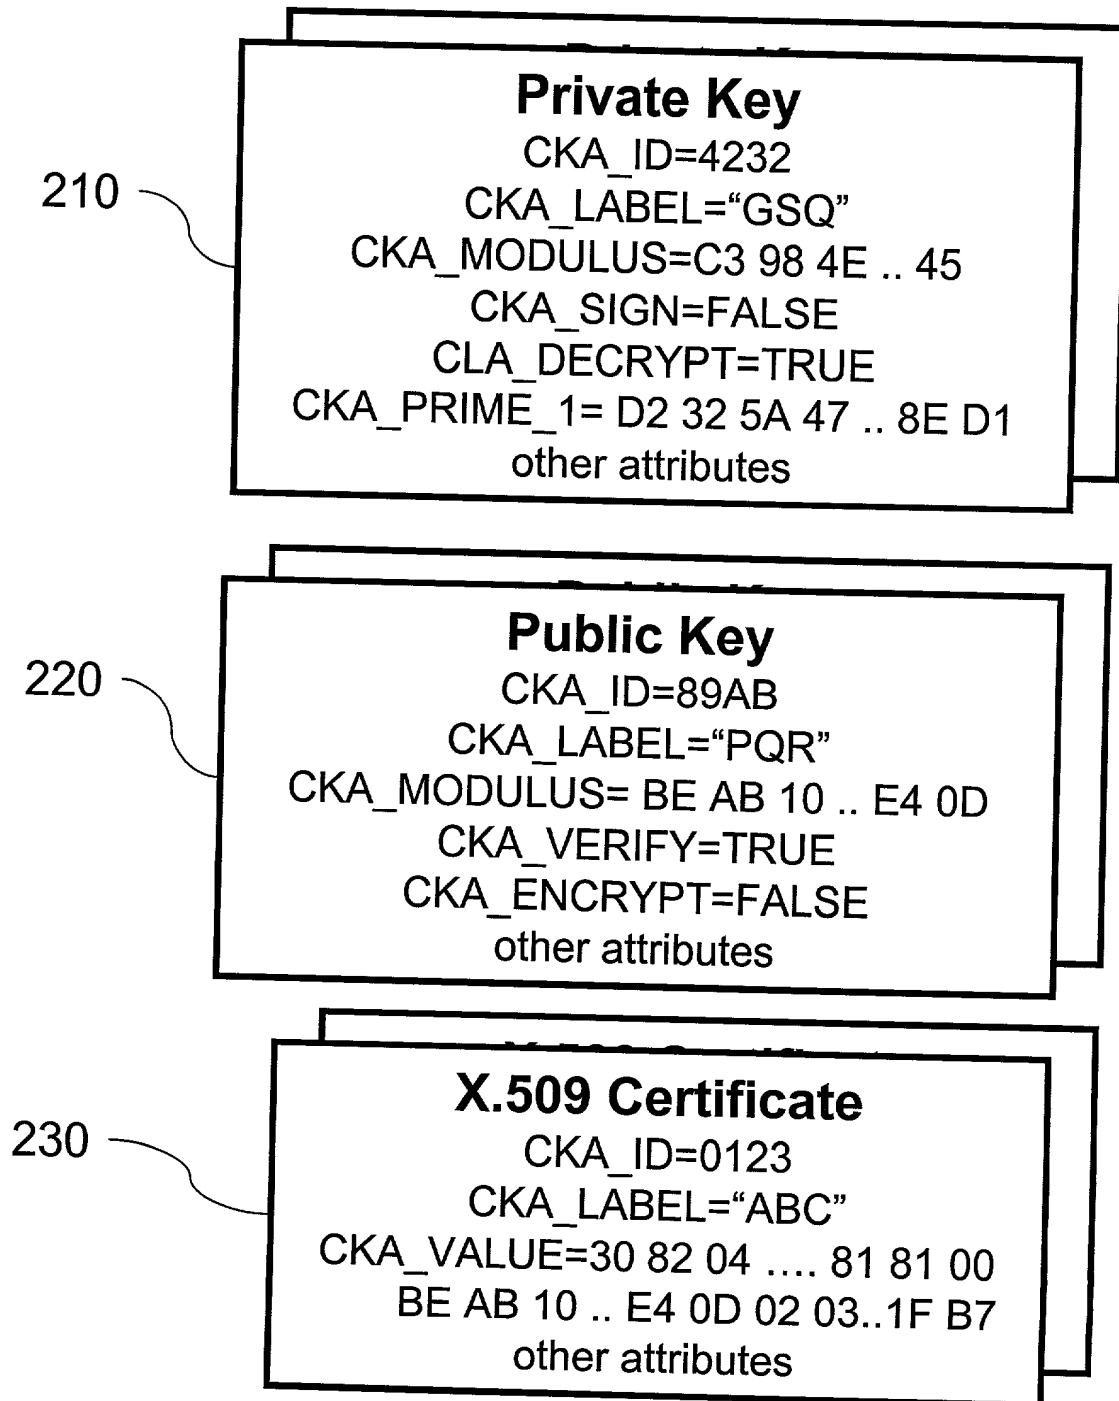 Private Key
CKA_ID=4232
210
CKA_LABEL=“GSQ”
CKA_MODULUS=C3 98 4E .. 45
CKA_SIGN=FALSE
CLA_DECRYPT=TRUE
CKA_PRIME_1= D2 32 5A 47 .. 8E D1
other attributes
Public Key
220
CKA_ID=89AB
CKA_LABEL=“PQR”
CKA_MODULUS= BE AB 10 .. E4 0D
CKA_VERIFY=TRUE
CKA_ENCRYPT=FALSE
other attributes
X.509 Certificate
230
CKA_ID=0123
CKA_LABEL=“ABC”
CKA_VALUE=30 82 04 .... 81 81 00
BE AB 10 .. E4 0D 02 03..1F B7
other attributes